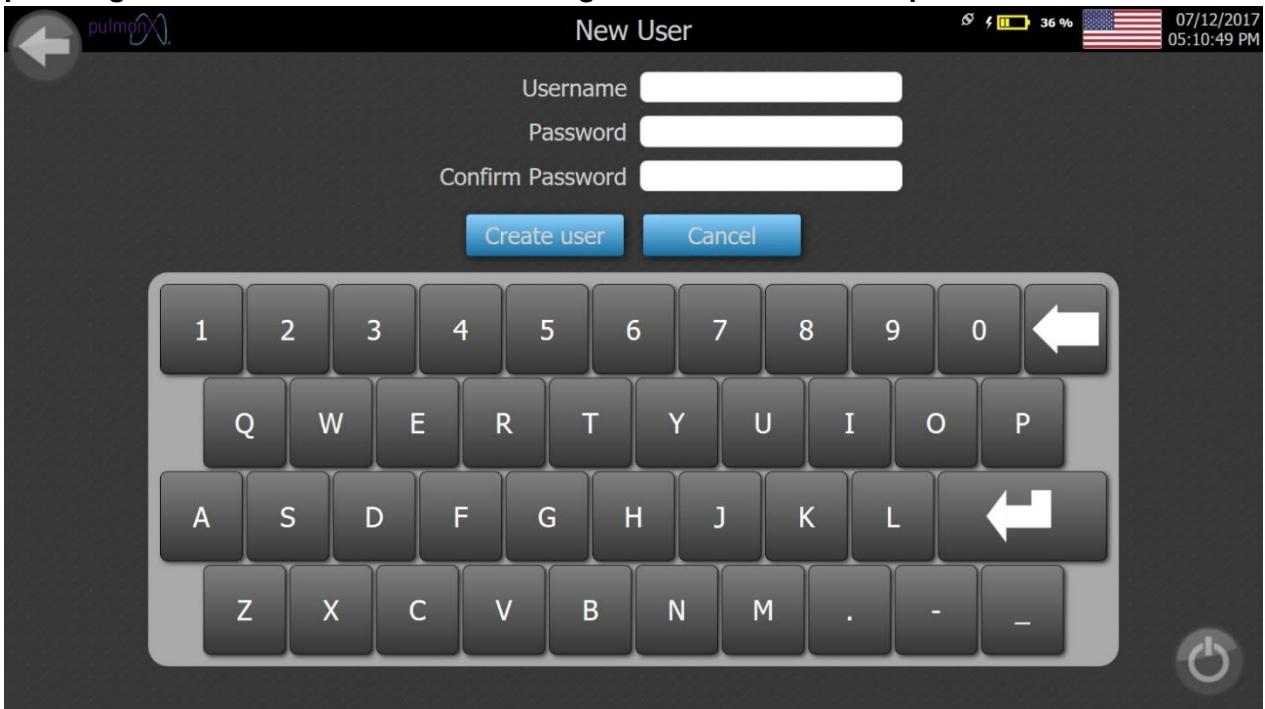 pulmonX
New User
36 %
07/12/2017
05:10:49 PM
Username
Password
Confirm Password
Create user
Cancel
1 2 3 4 5 6 7 8 9 0
Q W E R T Y U I O P
A S D F G H J K L
Z X C V B N M . - _